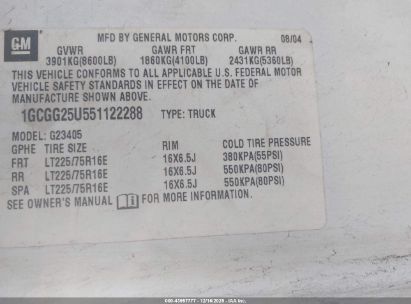 GM
MFD BY GENERAL MOTORS CORP. 08/04
GVWR GAWR FRT GAWR RR
3901KG(8600LB) 1860KG(4100LB) 2431KG(5360LB)
THIS VEHICLE CONFORMS TO ALL APPLICABLE U.S. FEDERAL MOTOR
VEHICLE SAFETY STANDARDS IN EFFECT ON THE DATE OF
MANUFACTURE SHOWN ABOVE.
1GCGG25U551122288 TYPE: TRUCK
MODEL: G23405
GPHE TIRE SIZE RIM COLD TIRE PRESSURE
FRT LT225/75R16E 16X6.5J 380KPA(55PSI)
RR LT225/75R16E 16X6.5J 550KPA(80PSI)
SPA LT225/75R16E 16X6.5J 550KPA(80PSI)
SEE OWNER'S MANUAL FOR MORE INFORMATION.